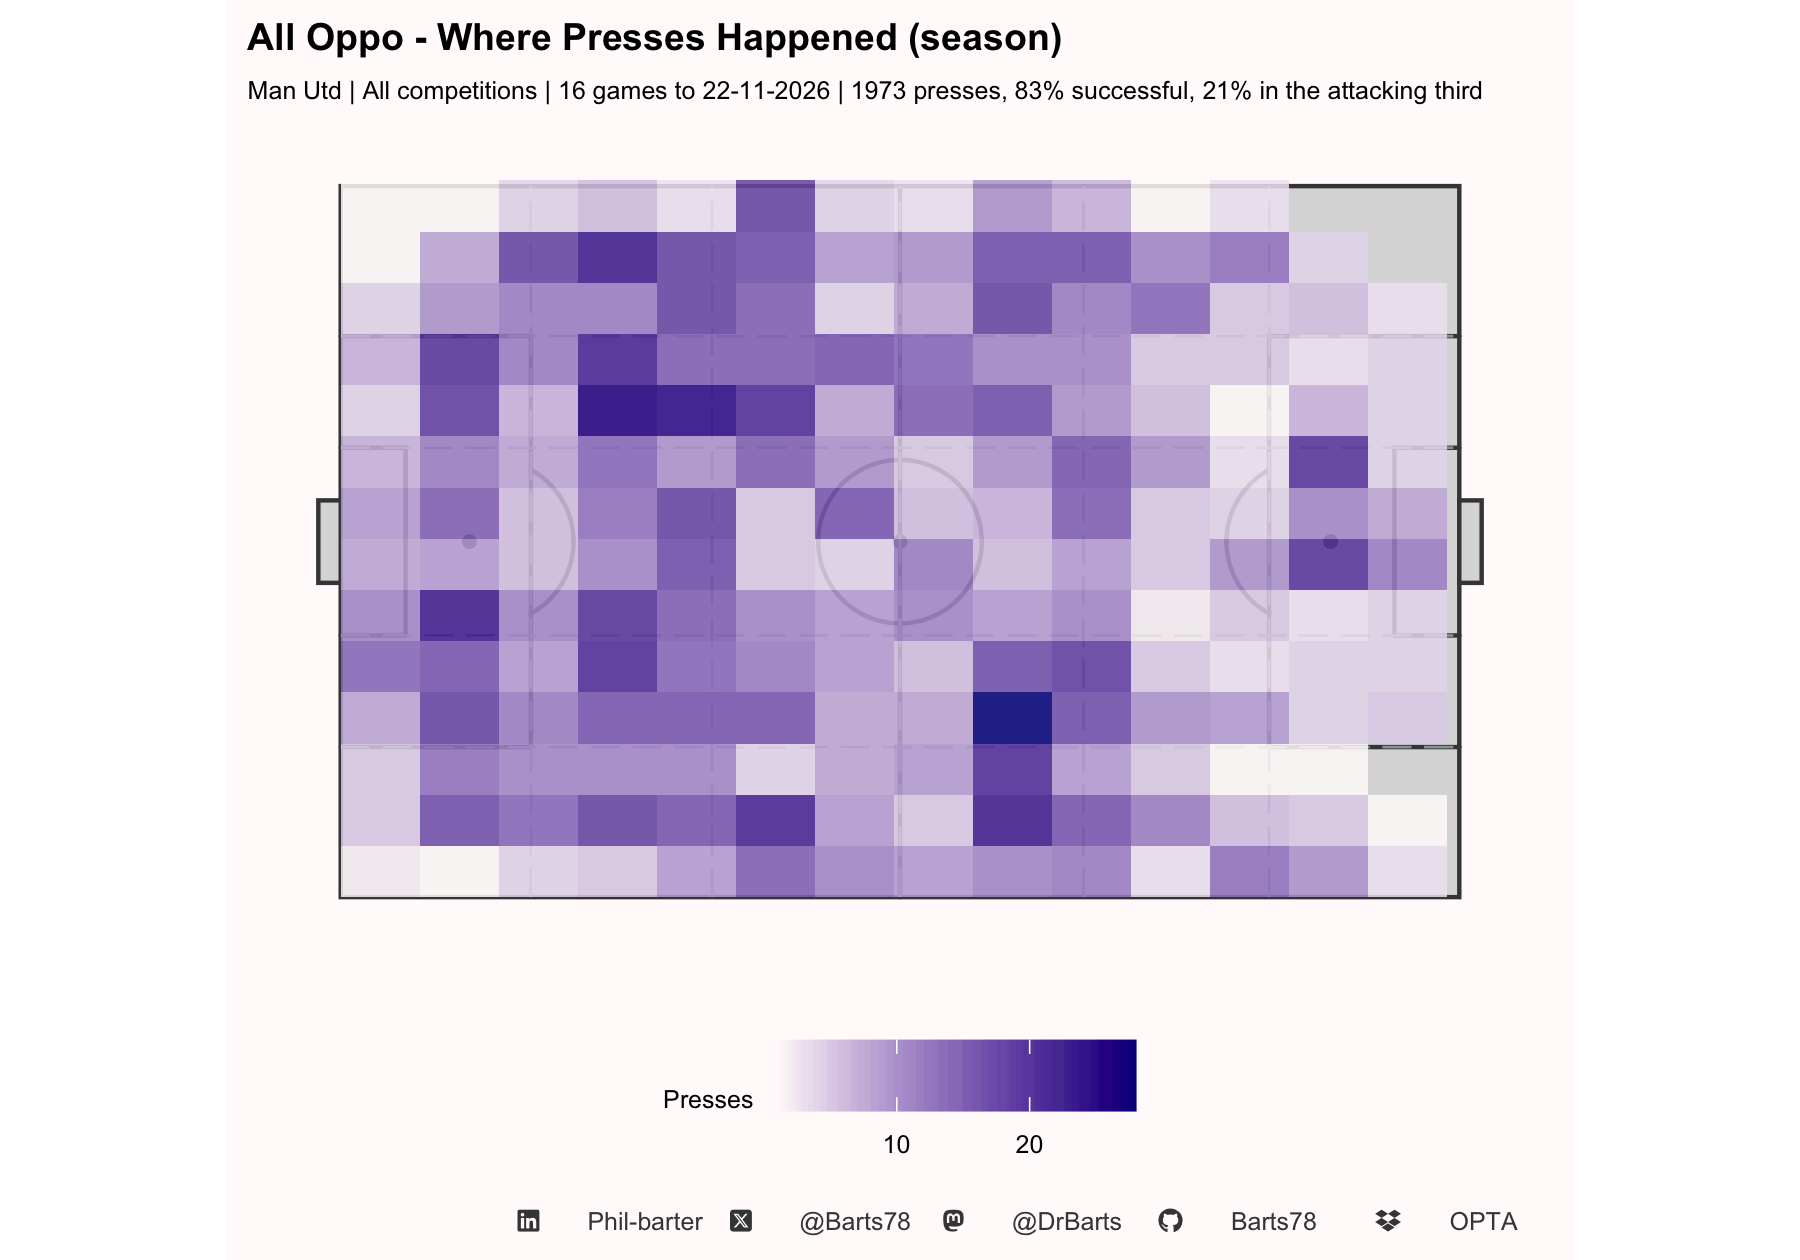 All Oppo - Where Presses Happened (season)
Man Utd | All competitions | 16 games to 22-11-2026 | 1973 presses, 83% successful, 21% in the attacking third
Presses
10 20
Phil-barter @Barts78 @DrBarts Barts78 OPTA